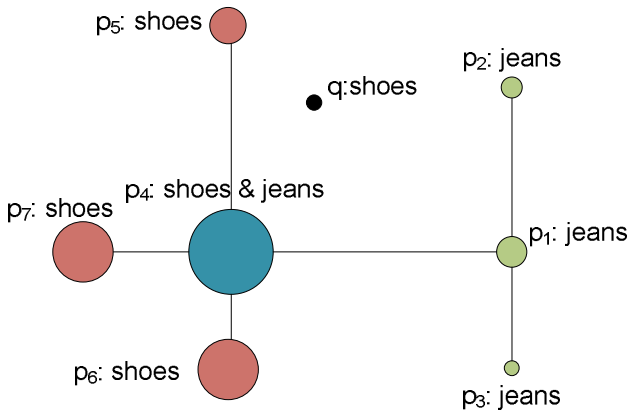 p₅: shoes
p₂: jeans
q:shoes
p₄: shoes & jeans
p₇: shoes
p₁: jeans
p₆: shoes
p₃: jeans